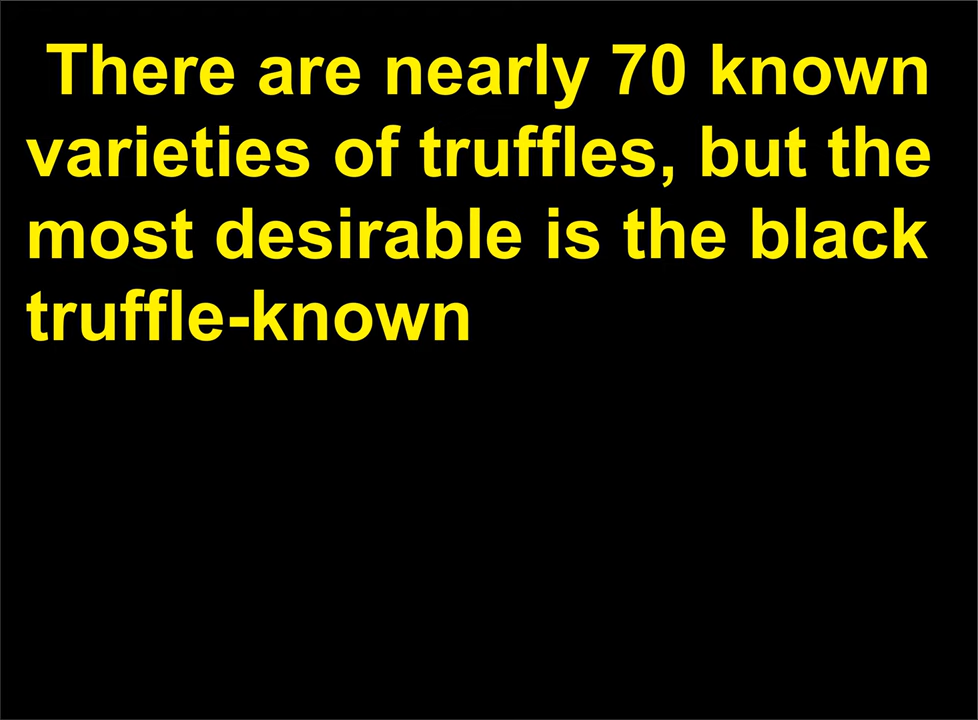 There are nearly 70 known
varieties of truffles, but the
most desirable is the black
truffle-known